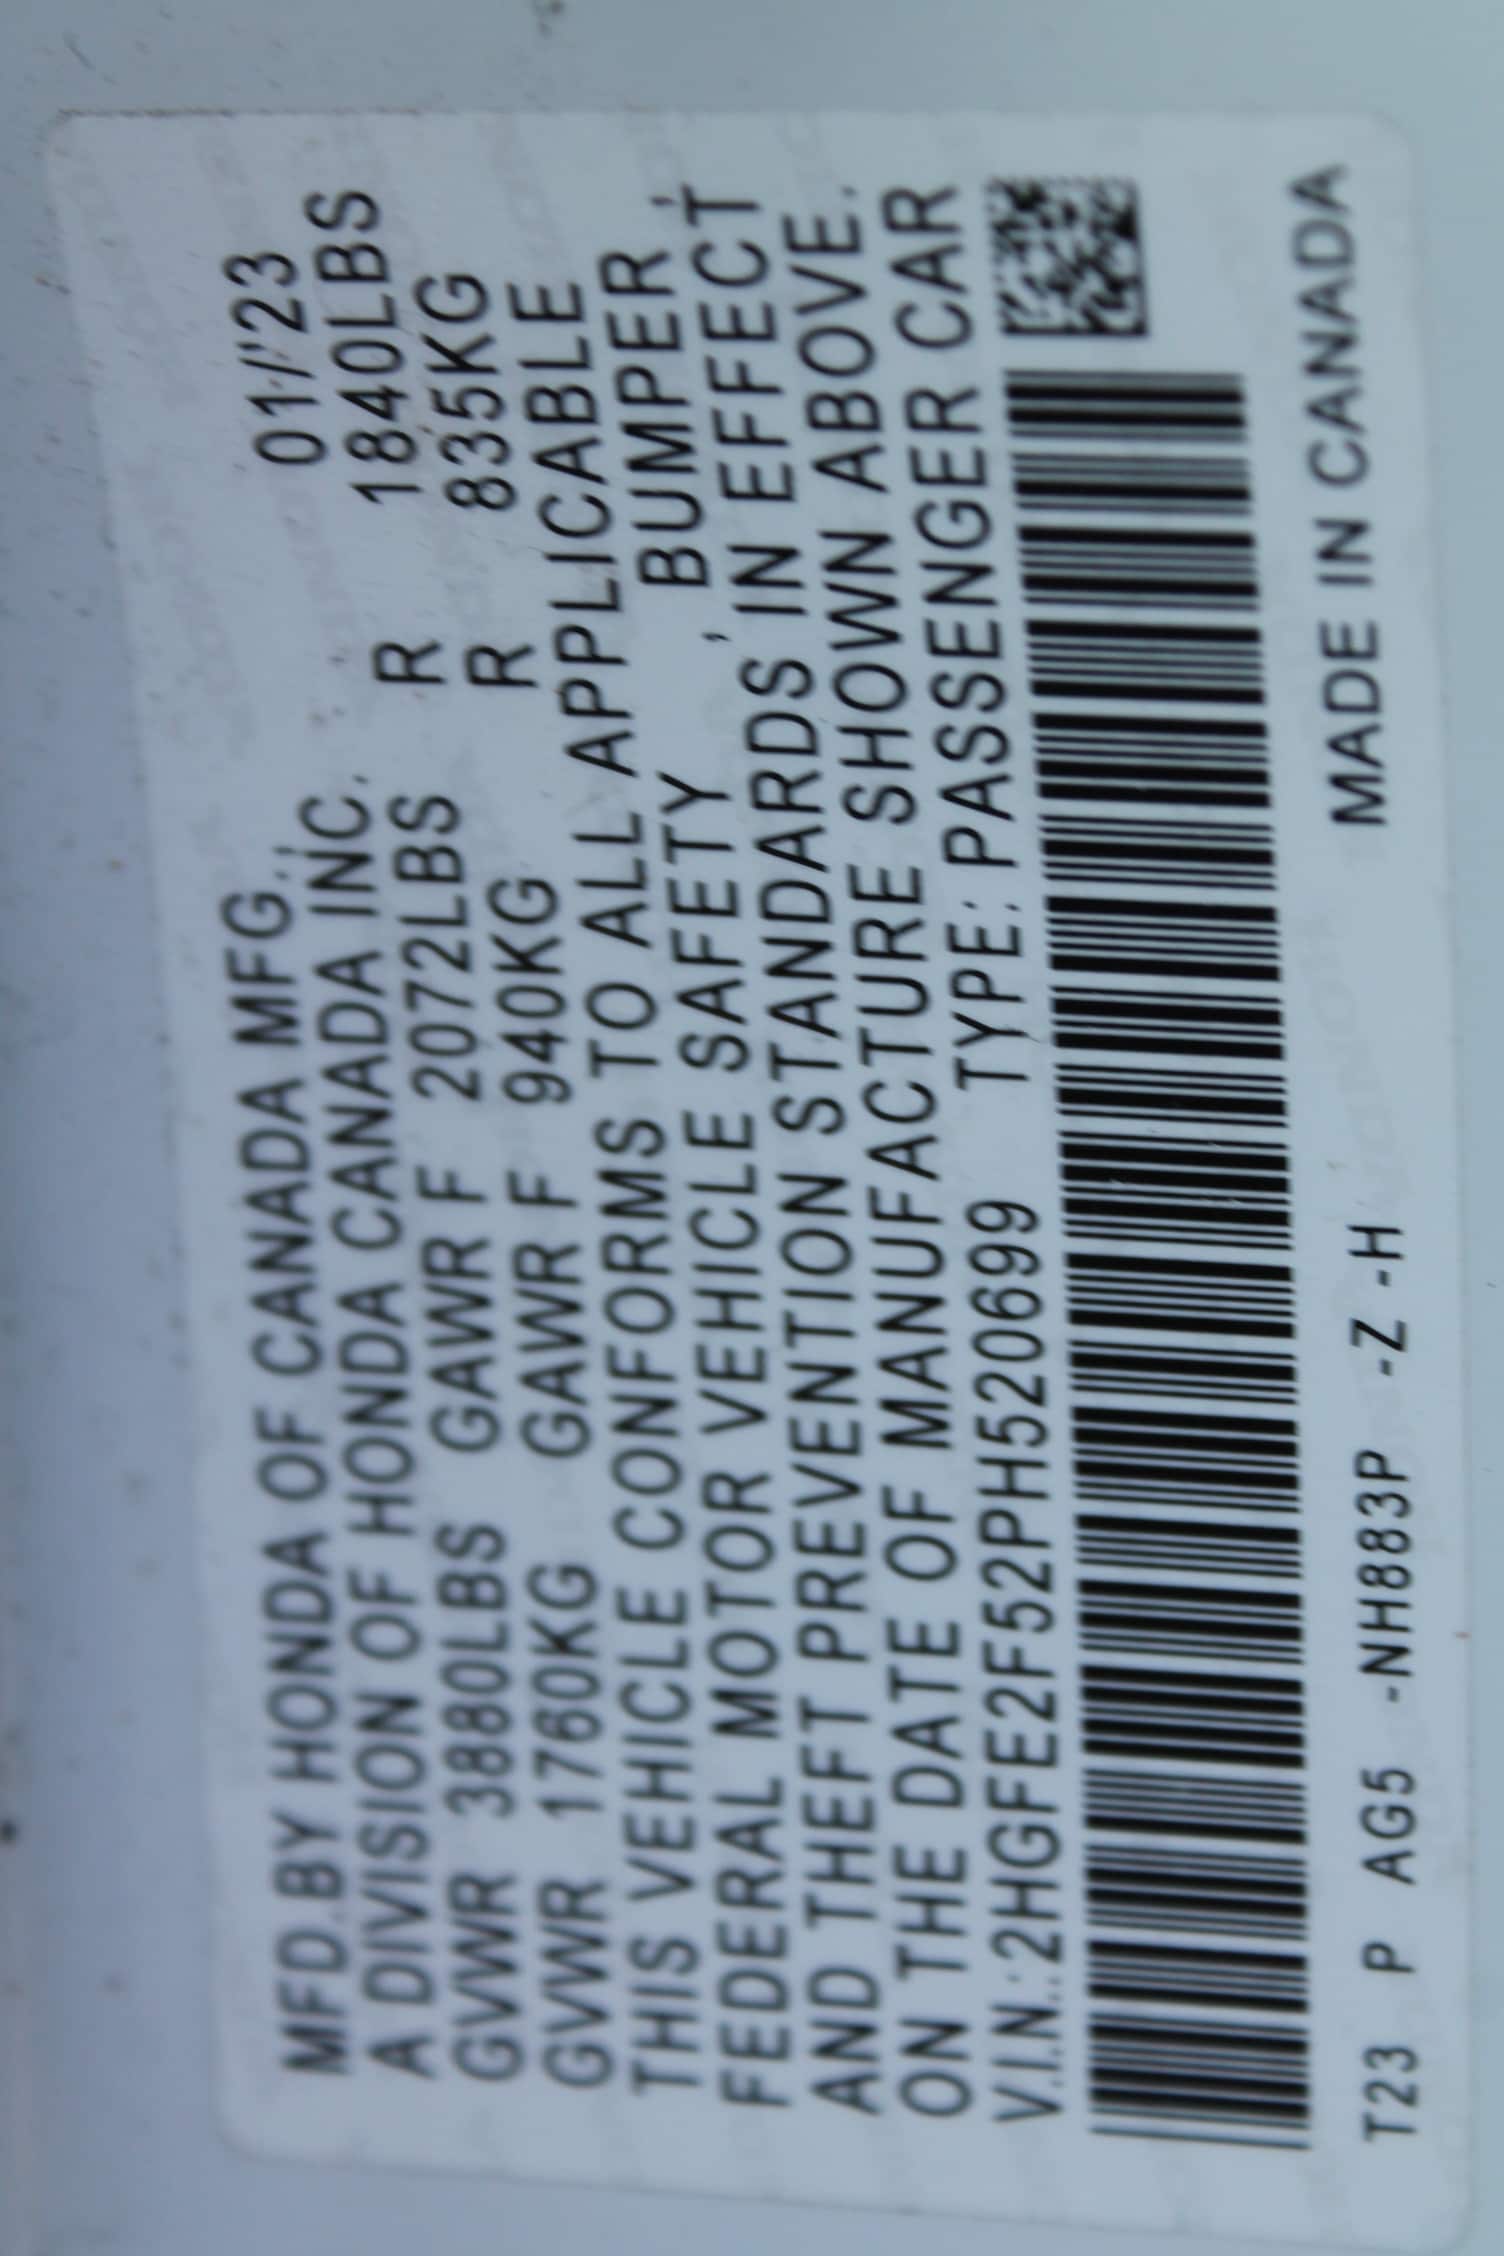 MFD.BY HONDA OF CANADA MFG., 01/'23
A DIVISION OF HONDA CANADA INC.
GVWR 3880LBS GAWR F 2072LBS R 1840LBS
GVWR 1760KG GAWR F 940KG R 835KG
THIS VEHICLE CONFORMS TO ALL APPLICABLE
FEDERAL MOTOR VEHICLE SAFETY, BUMPER,
AND THEFT PREVENTION STANDARDS IN EFFECT
ON THE DATE OF MANUFACTURE SHOWN ABOVE.
V.I.N.:2HGFE2F52PH520699 TYPE: PASSENGER CAR
T23 P AG5 -NH883P -Z -H MADE IN CANADA